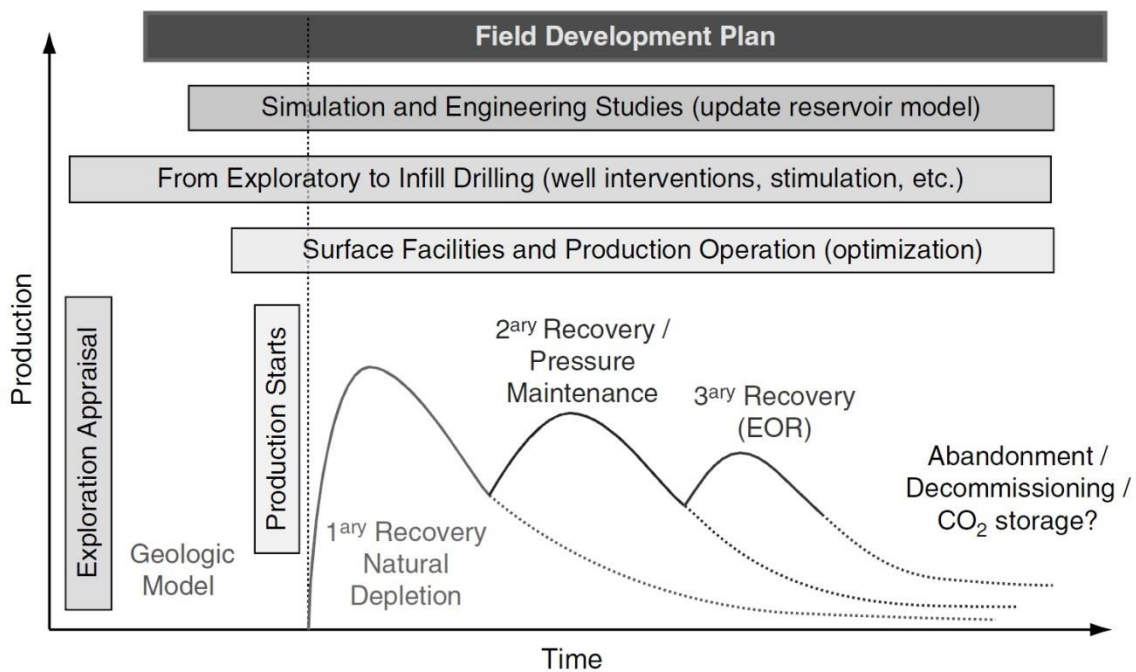 Field Development Plan
Simulation and Engineering Studies (update reservoir model)
From Exploratory to Infill Drilling (well interventions, stimulation, etc.)
Surface Facilities and Production Operation (optimization)
Production
Exploration Appraisal
Geologic
Model
Production Starts
1ary Recovery
Natural
Depletion
2ary Recovery /
Pressure
Maintenance
3ary Recovery
(EOR)
Abandonment /
Decommissioning /
CO2 storage?
Time